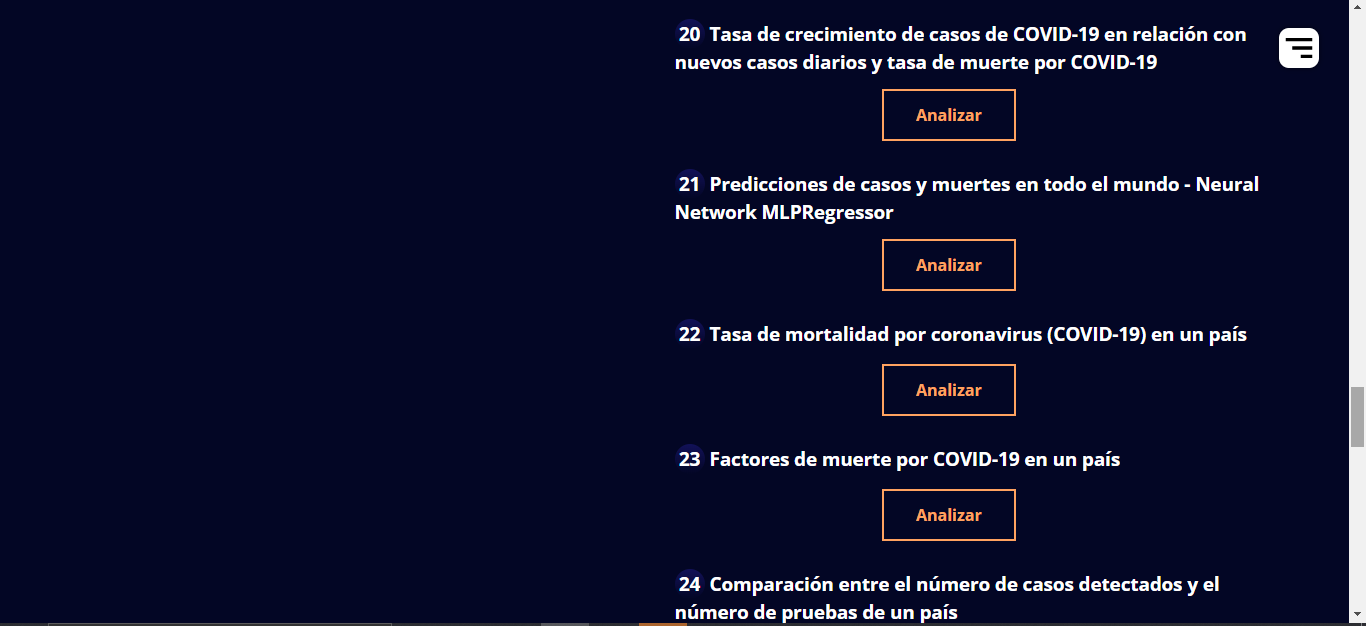 20 Tasa de crecimiento de casos de COVID-19 en relación con
nuevos casos diarios y tasa de muerte por COVID-19
Analizar
21 Predicciones de casos y muertes en todo el mundo - Neural
Network MLPRegressor
Analizar
22 Tasa de mortalidad por coronavirus (COVID-19) en un país
Analizar
23 Factores de muerte por COVID-19 en un país
Analizar
24 Comparación entre el número de casos detectados y el
número de pruebas de un país